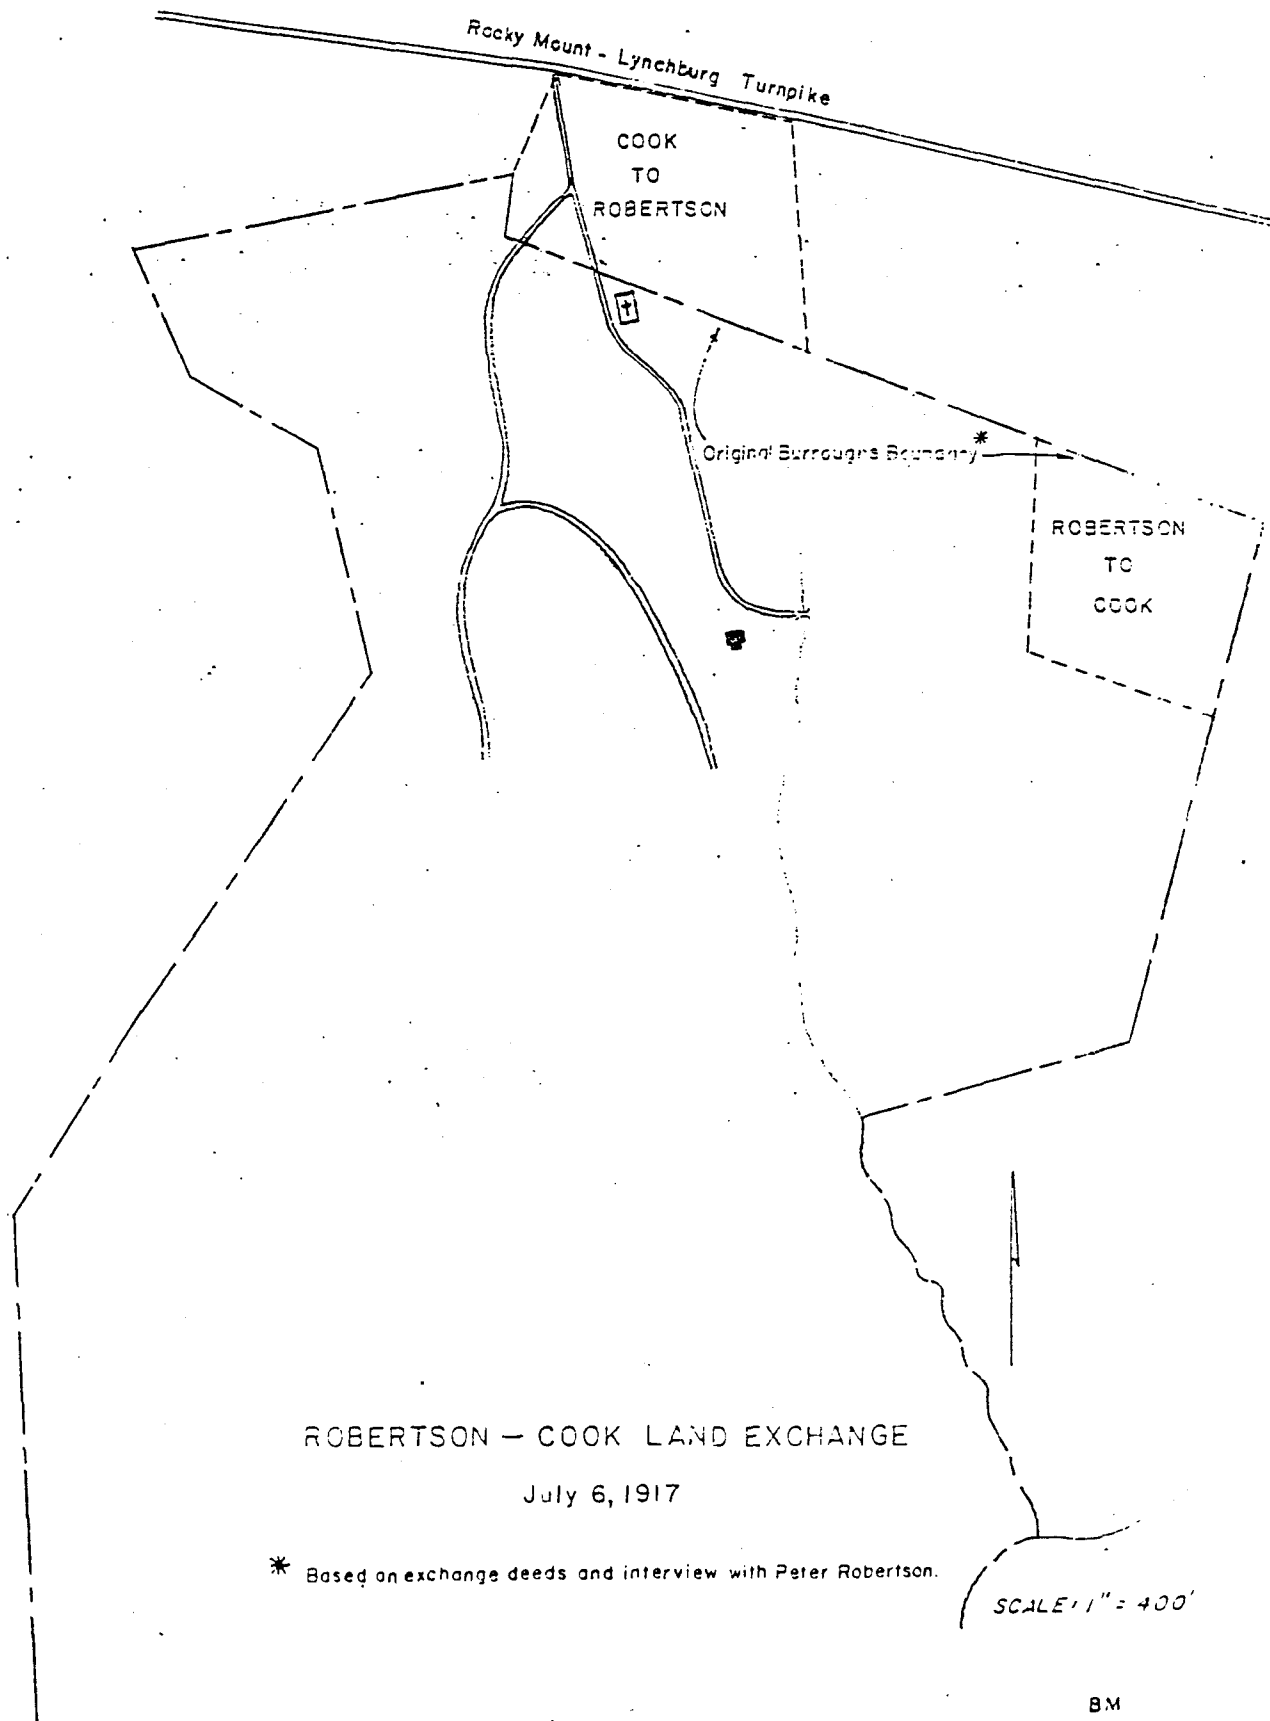 Rocky Mount - Lynchburg Turnpike
COOK
TO
ROBERTSON
Original Burroughs Boundary*
ROBERTSON
TO
COOK
ROBERTSON — COOK LAND EXCHANGE
July 6, 1917
* Based on exchange deeds and interview with Peter Robertson.
SCALE: 1" = 400'
BM